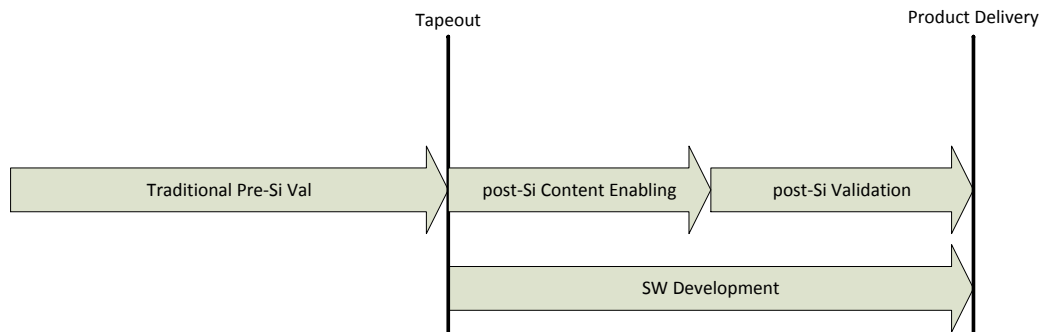 Tapeout
Product Delivery
Traditional Pre-Si Val
post-Si Content Enabling
post-Si Validation
SW Development